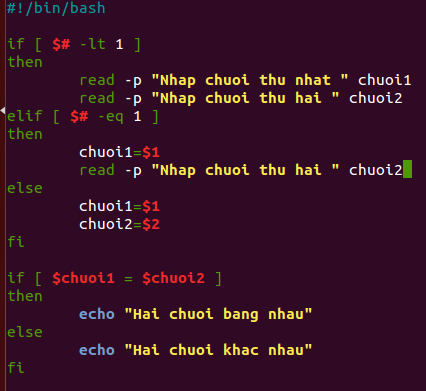 #!/bin/bash
if [ $# -lt 1 ]
then
read -p "Nhap chuoi thu nhat " chuoi1
read -p "Nhap chuoi thu hai " chuoi2
elif [ $# -eq 1 ]
then
chuoi1=$1
read -p "Nhap chuoi thu hai " chuoi2
else
chuoi1=$1
chuoi2=$2
fi
if [ $chuoi1 = $chuoi2 ]
then
echo "Hai chuoi bang nhau"
else
echo "Hai chuoi khac nhau"
fi